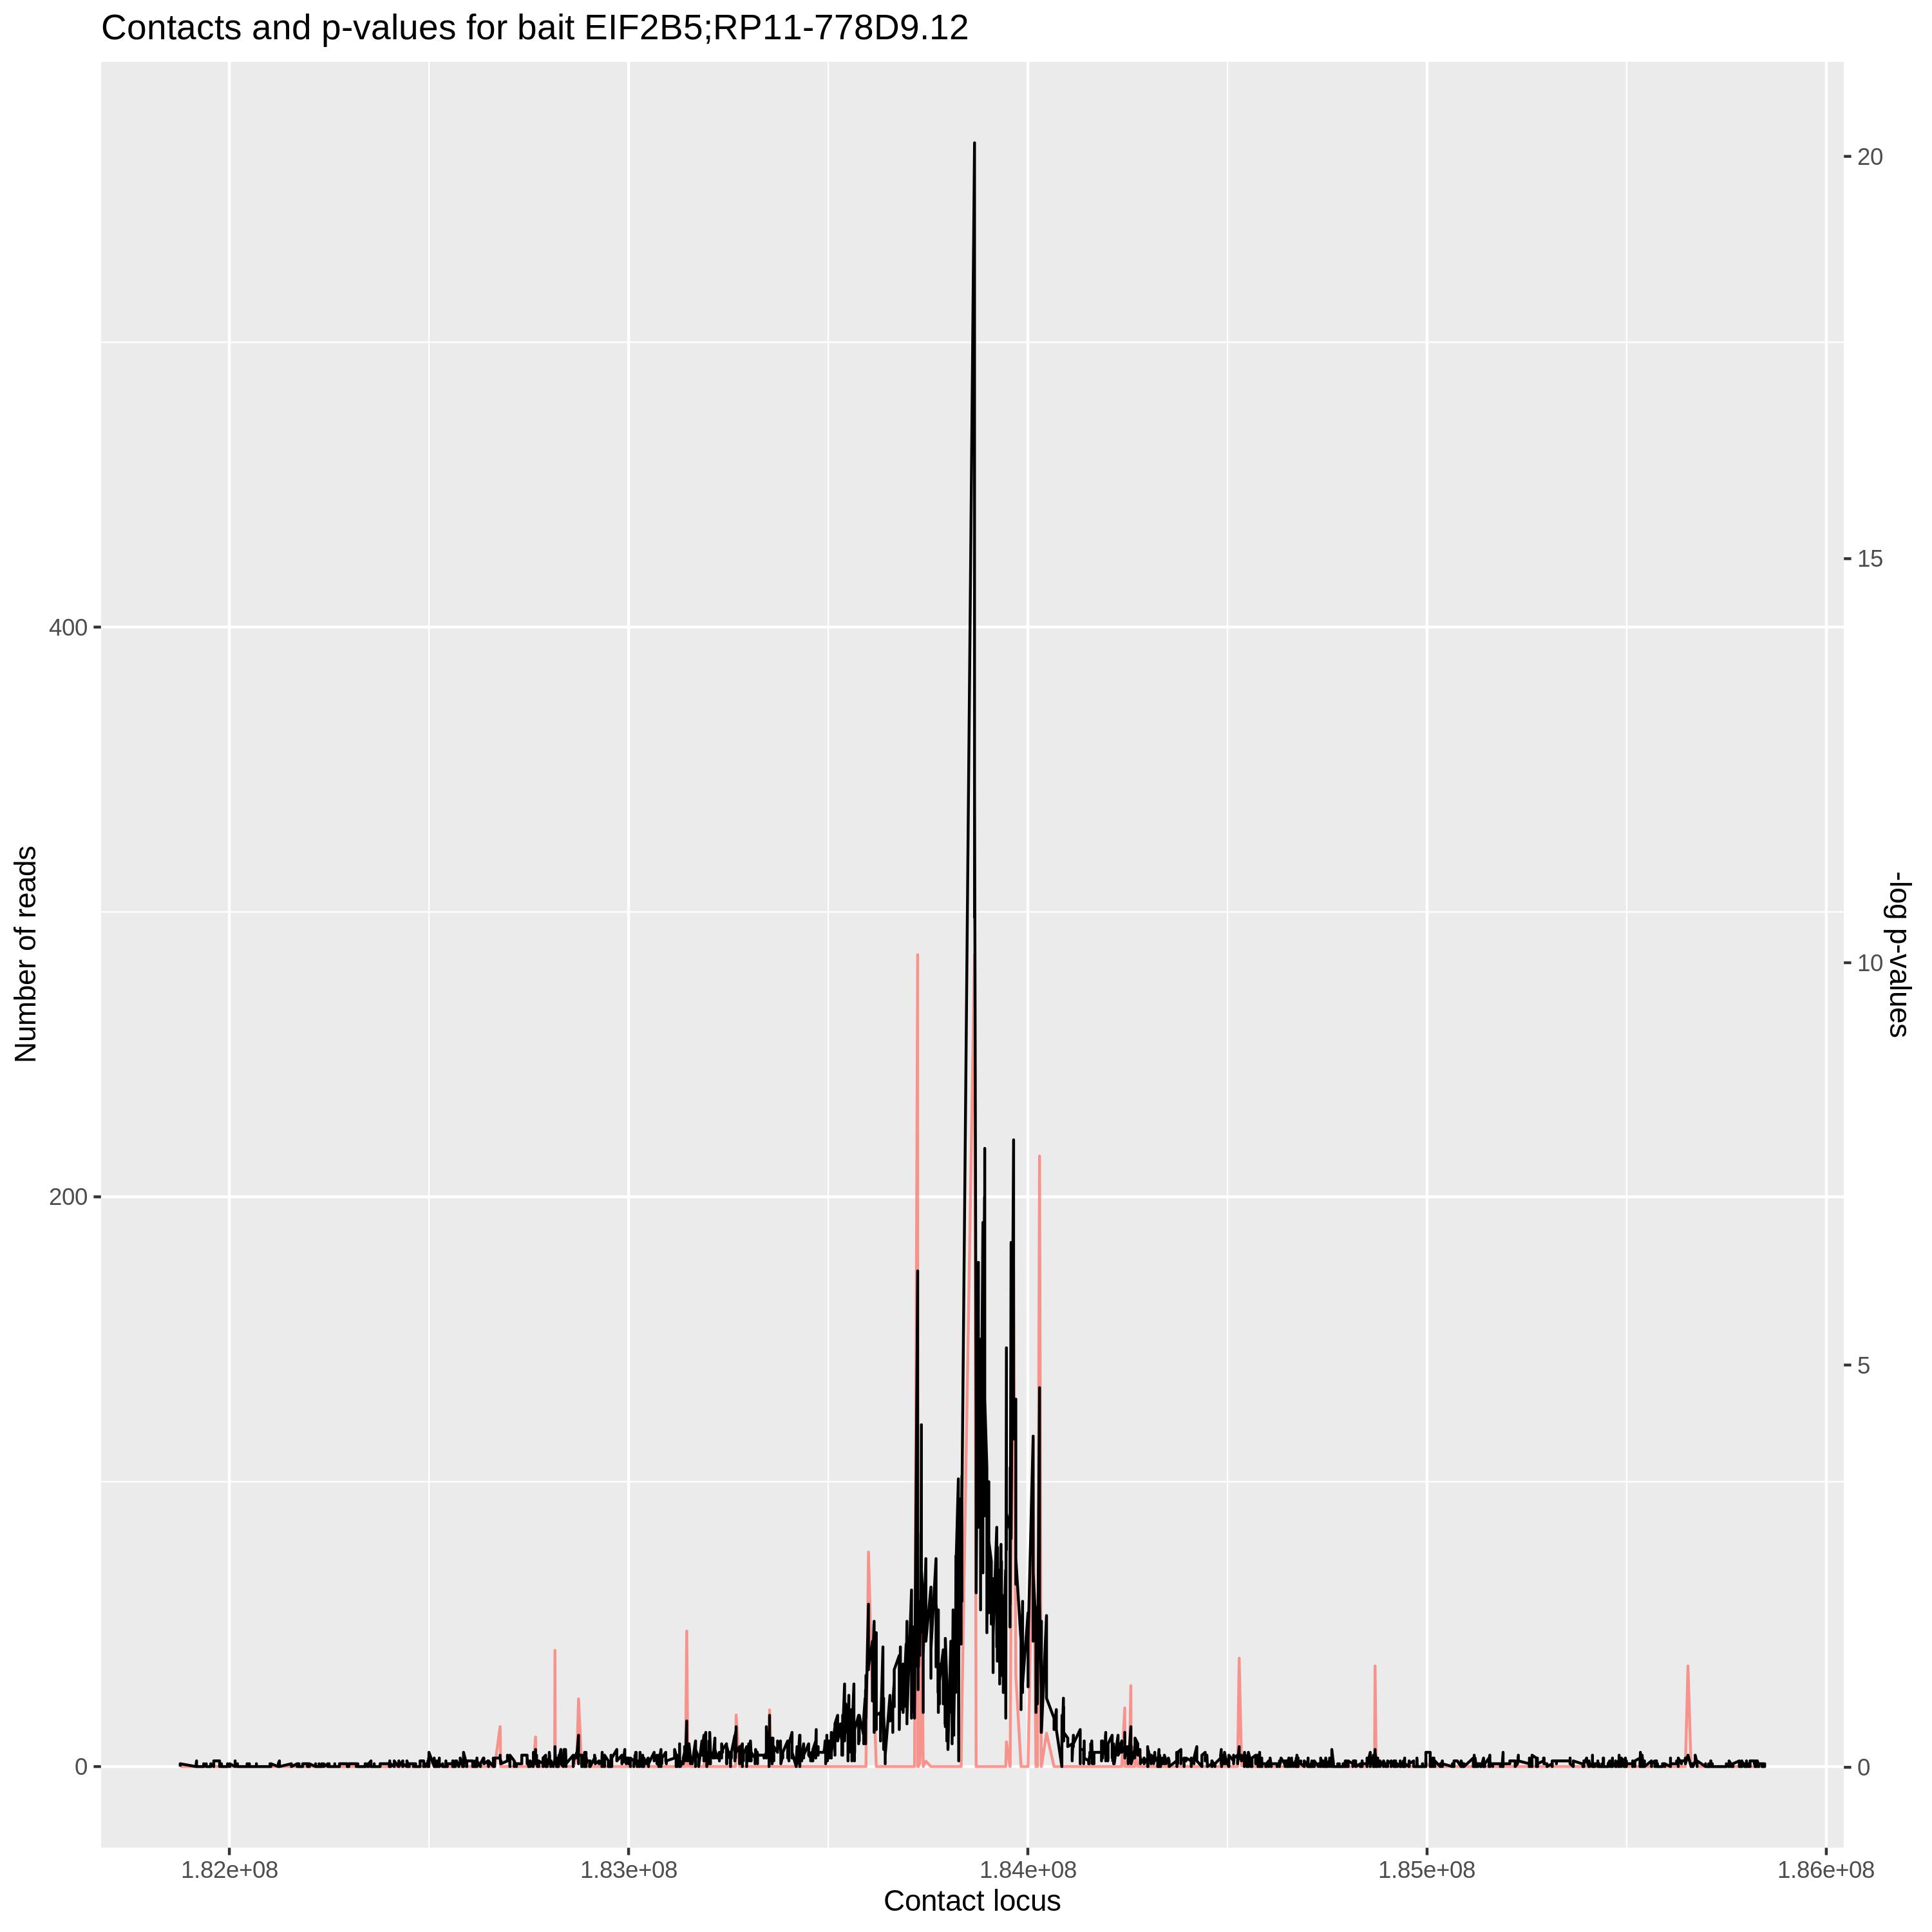 Contacts and p-values for bait EIF2B5;RP11-778D9.12
Number of reads
400
200
0
20
15
10
5
0
-log p-values
1.82e+08
1.83e+08
1.84e+08
1.85e+08
1.86e+08
Contact locus